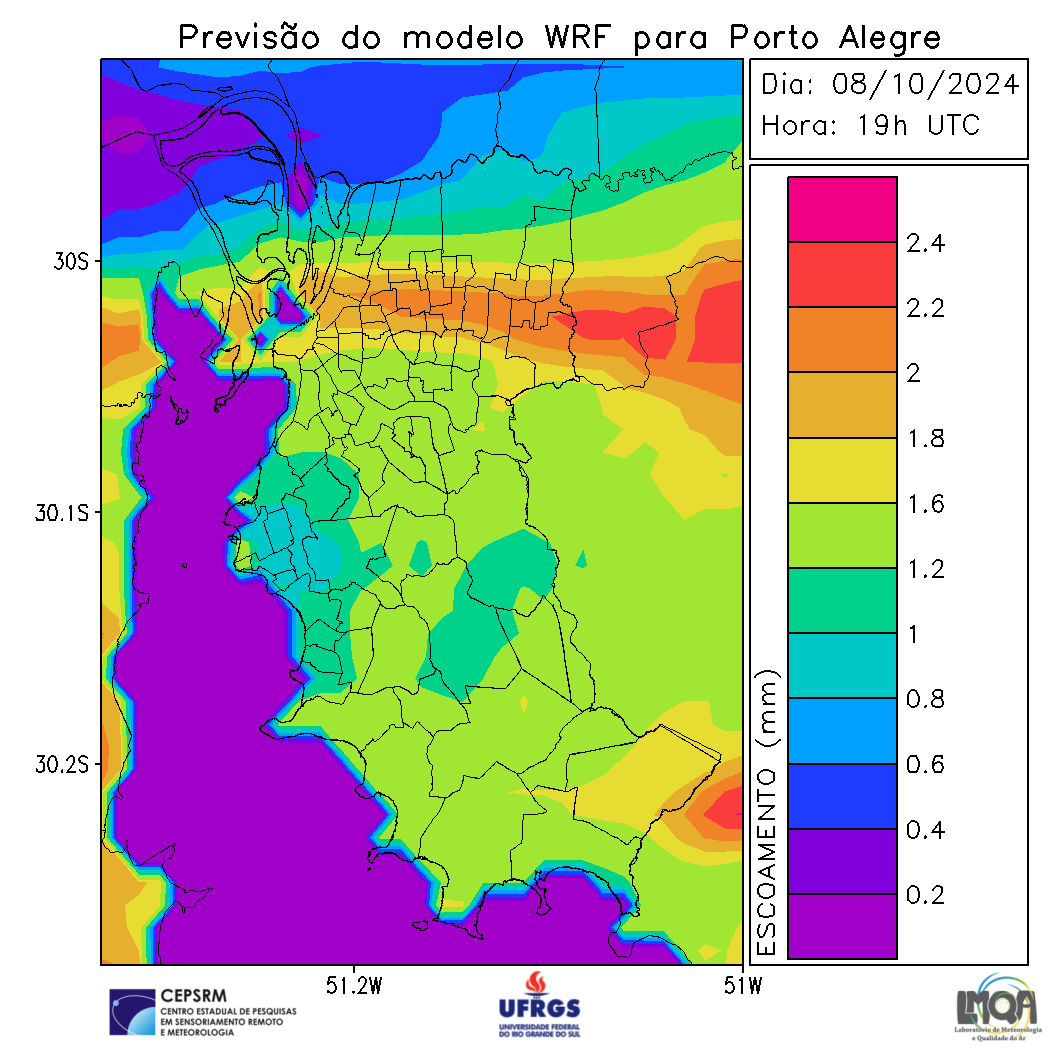 Previsão do modelo WRF para Porto Alegre
Dia: 08/10/2024
Hora: 19h UTC
30S
30.1S
30.2S
51.2W
51W
ESCOAMENTO (mm)
2.4
2.2
2
1.8
1.6
1.2
1
0.8
0.6
0.4
0.2
CEPSRM
CENTRO ESTADUAL DE PESQUISAS
EM SENSORIAMENTO REMOTO
E METEOROLOGIA
UFRGS
UNIVERSIDADE FEDERAL
DO RIO GRANDE DO SUL
LMQA
Laboratório de Meteorologia
e Qualidade do Ar